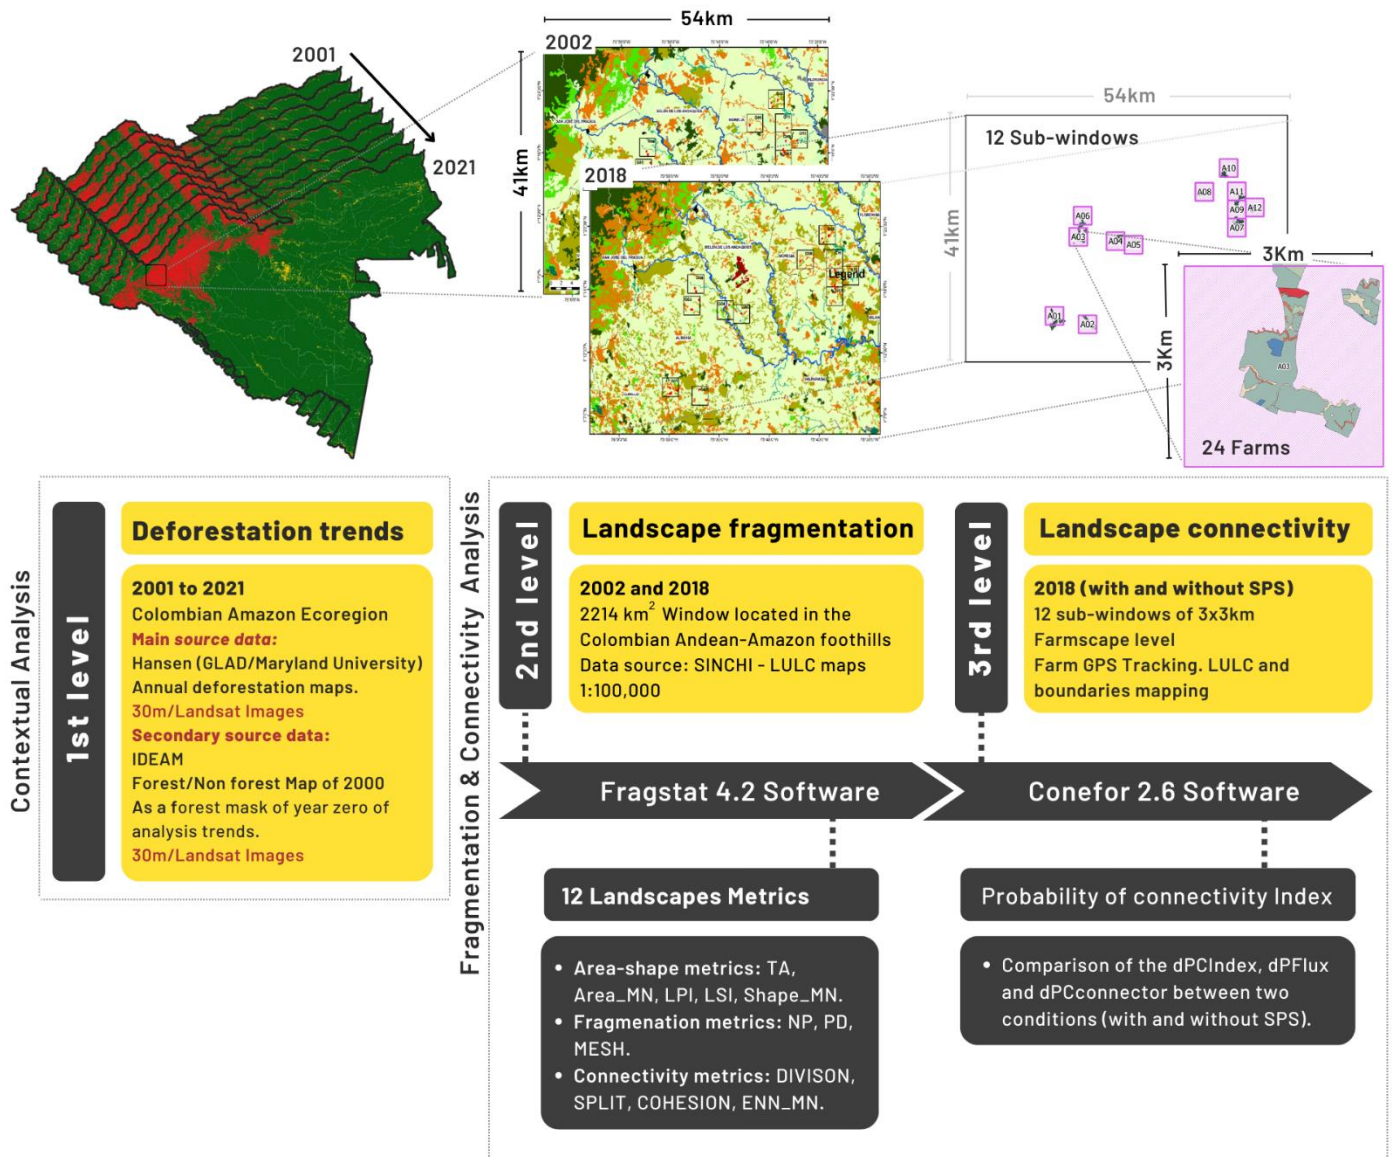 2001
2021
54km
2002
41km
2018
Legend
54km
41km
12 Sub-windows
A10
A08
A11
A09
A12
A07
A06
A03
A04
A05
A01
A02
3Km
3Km
A03
24 Farms
Contextual Analysis
1st level
Deforestation trends
2001 to 2021
Colombian Amazon Ecoregion
Main source data:
Hansen (GLAD/Maryland University)
Annual deforestation maps.
30m/Landsat Images
Secondary source data:
IDEAM
Forest/Non forest Map of 2000
As a forest mask of year zero of
analysis trends.
30m/Landsat Images
Fragmentation & Connectivity Analysis
2nd level
Landscape fragmentation
2002 and 2018
2214 km² Window located in the
Colombian Andean-Amazon foothills
Data source: SINCHI - LULC maps
1:100,000
3rd level
Landscape connectivity
2018 (with and without SPS)
12 sub-windows of 3x3km
Farmscape level
Farm GPS Tracking. LULC and
boundaries mapping
Fragstat 4.2 Software
Conefor 2.6 Software
12 Landscapes Metrics
• Area-shape metrics: TA,
Area_MN, LPI, LSI, Shape_MN.
• Fragmenation metrics: NP, PD,
MESH.
• Connectivity metrics: DIVISON,
SPLIT, COHESION, ENN_MN.
Probability of connectivity Index
• Comparison of the dPCIndex, dPFlux
and dPCconnector between two
conditions (with and without SPS).